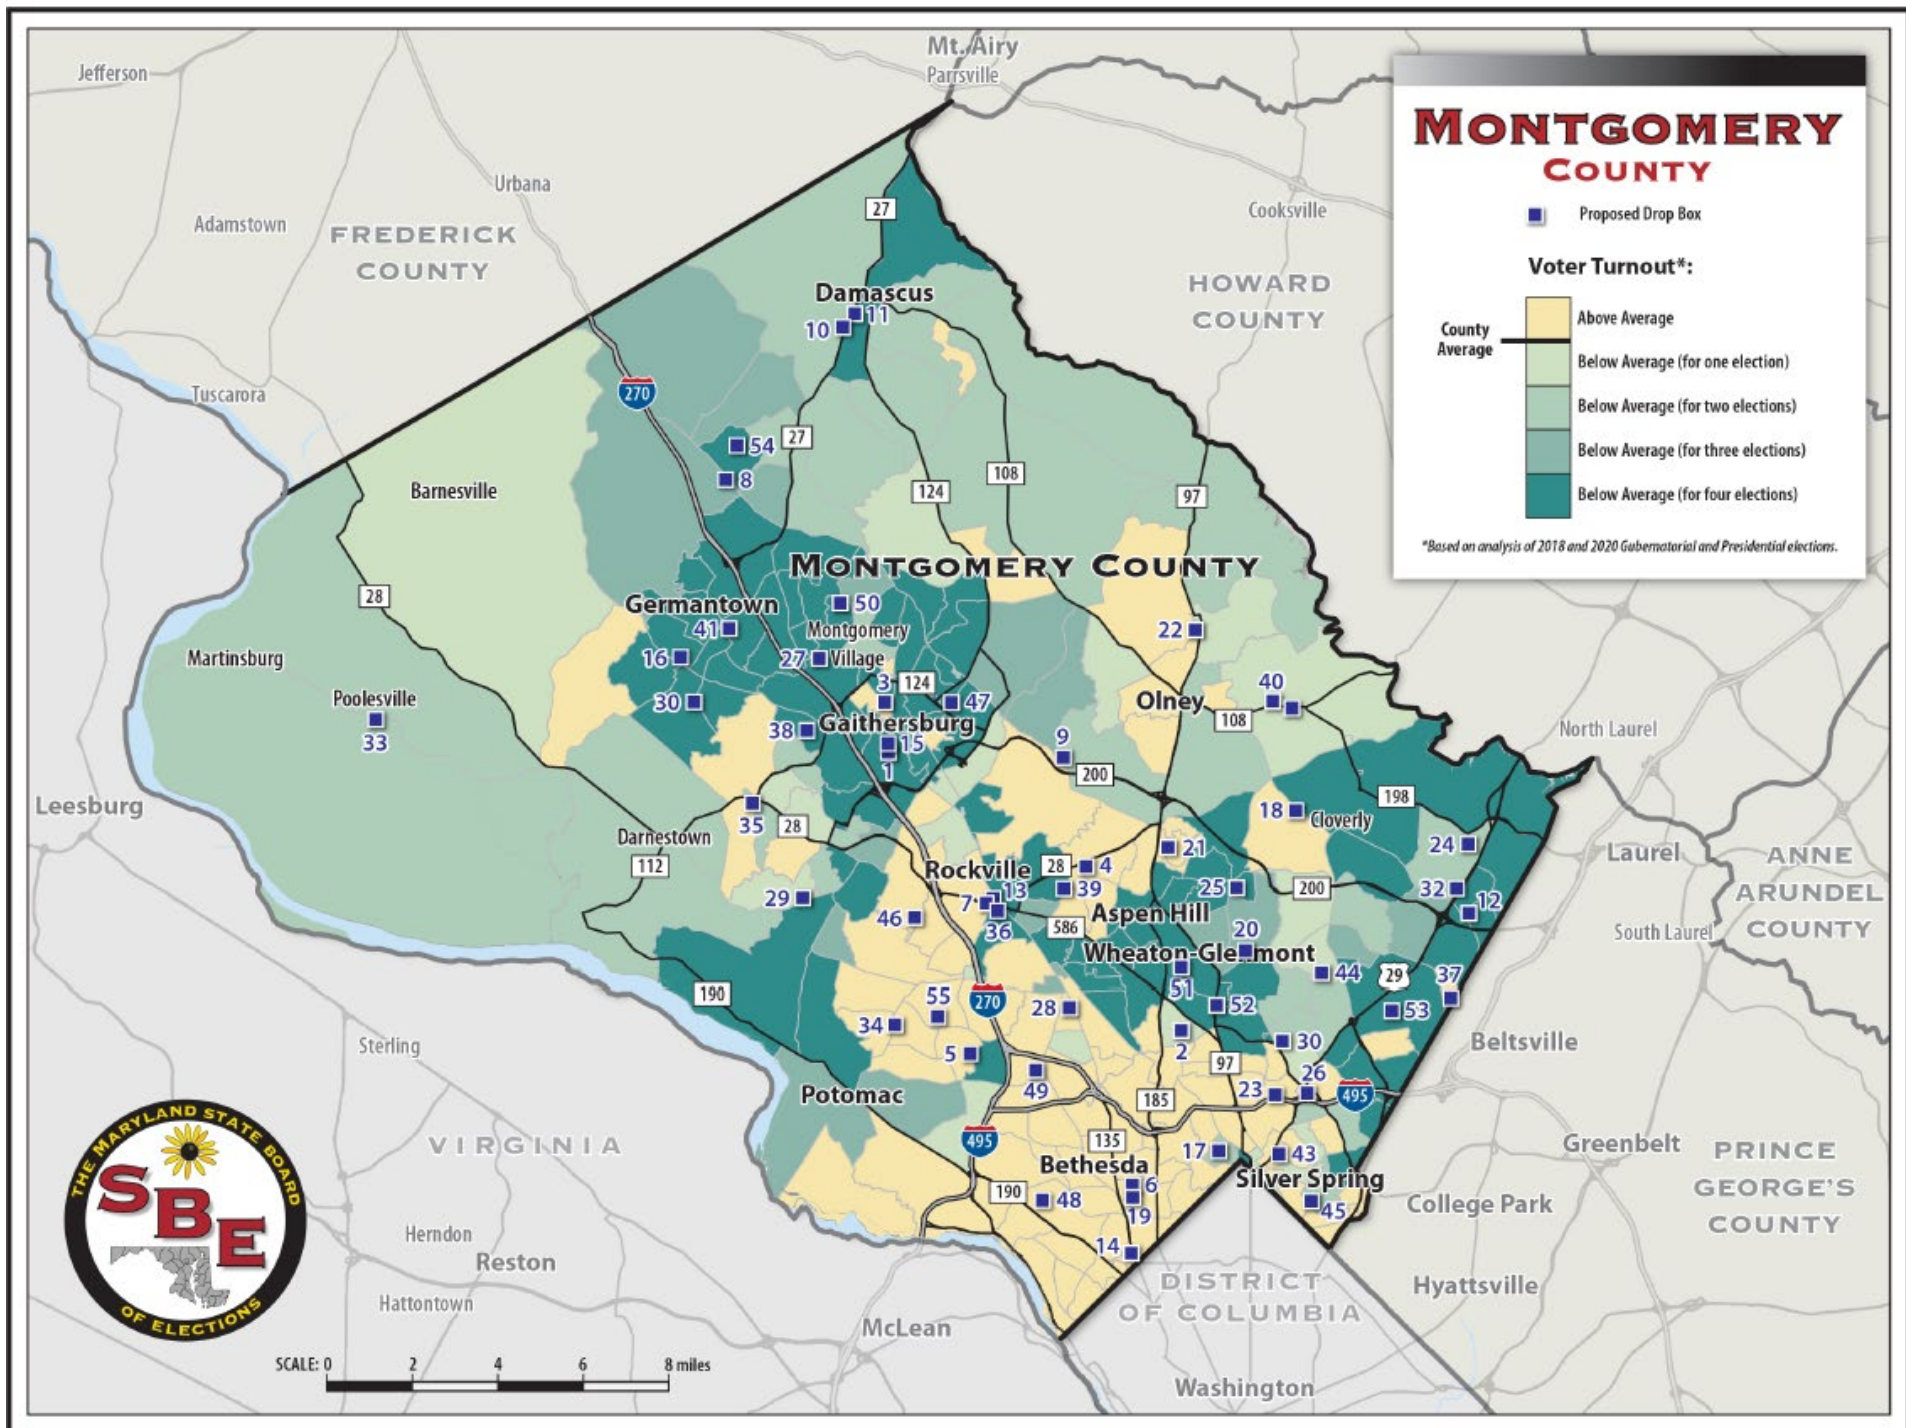 Mt. Airy
Parrsville
Jefferson
Urbana
Adamstown
FREDERICK
COUNTY
Tuscarora
Cooksville
HOWARD
COUNTY
MONTGOMERY
COUNTY
Proposed Drop Box
Voter Turnout*:
County
Average
Above Average
Below Average (for one election)
Below Average (for two elections)
Below Average (for three elections)
Below Average (for four elections)
*Based on analysis of 2018 and 2020 Gubernatorial and Presidential elections.
27
Damascus
11
10
270
54
27
8
108
124
97
Barnesville
MONTGOMERY COUNTY
28
Germantown
50
41
Montgomery
Village
27
16
22
Martinsburg
Poolesville
33
30
3
124
47
Olney
40
108
38
Gaithersburg
15
1
9
200
North Laurel
Leesburg
35
28
Darnestown
112
18
Cloverly
198
24
Laurel
ANNE
ARUNDEL
COUNTY
21
Rockville
28
4
13
39
7
36
25
200
32
12
29
46
Aspen Hill
586
20
Wheaton-Glenmont
South Laurel
51
44
29
37
190
270
55
28
52
53
34
Sterling
5
2
30
Beltsville
97
49
26
23
495
Potomac
185
VIRGINIA
495
135
17
43
Greenbelt
PRINCE
GEORGE'S
COUNTY
Bethesda
6
Silver Spring
190
48
19
45
College Park
14
THE MARYLAND STATE BOARD
SBE
OF ELECTIONS
Herndon
Reston
Hattontown
McLean
DISTRICT
OF COLUMBIA
Hyattsville
SCALE: 0 2 4 6 8 miles
Washington